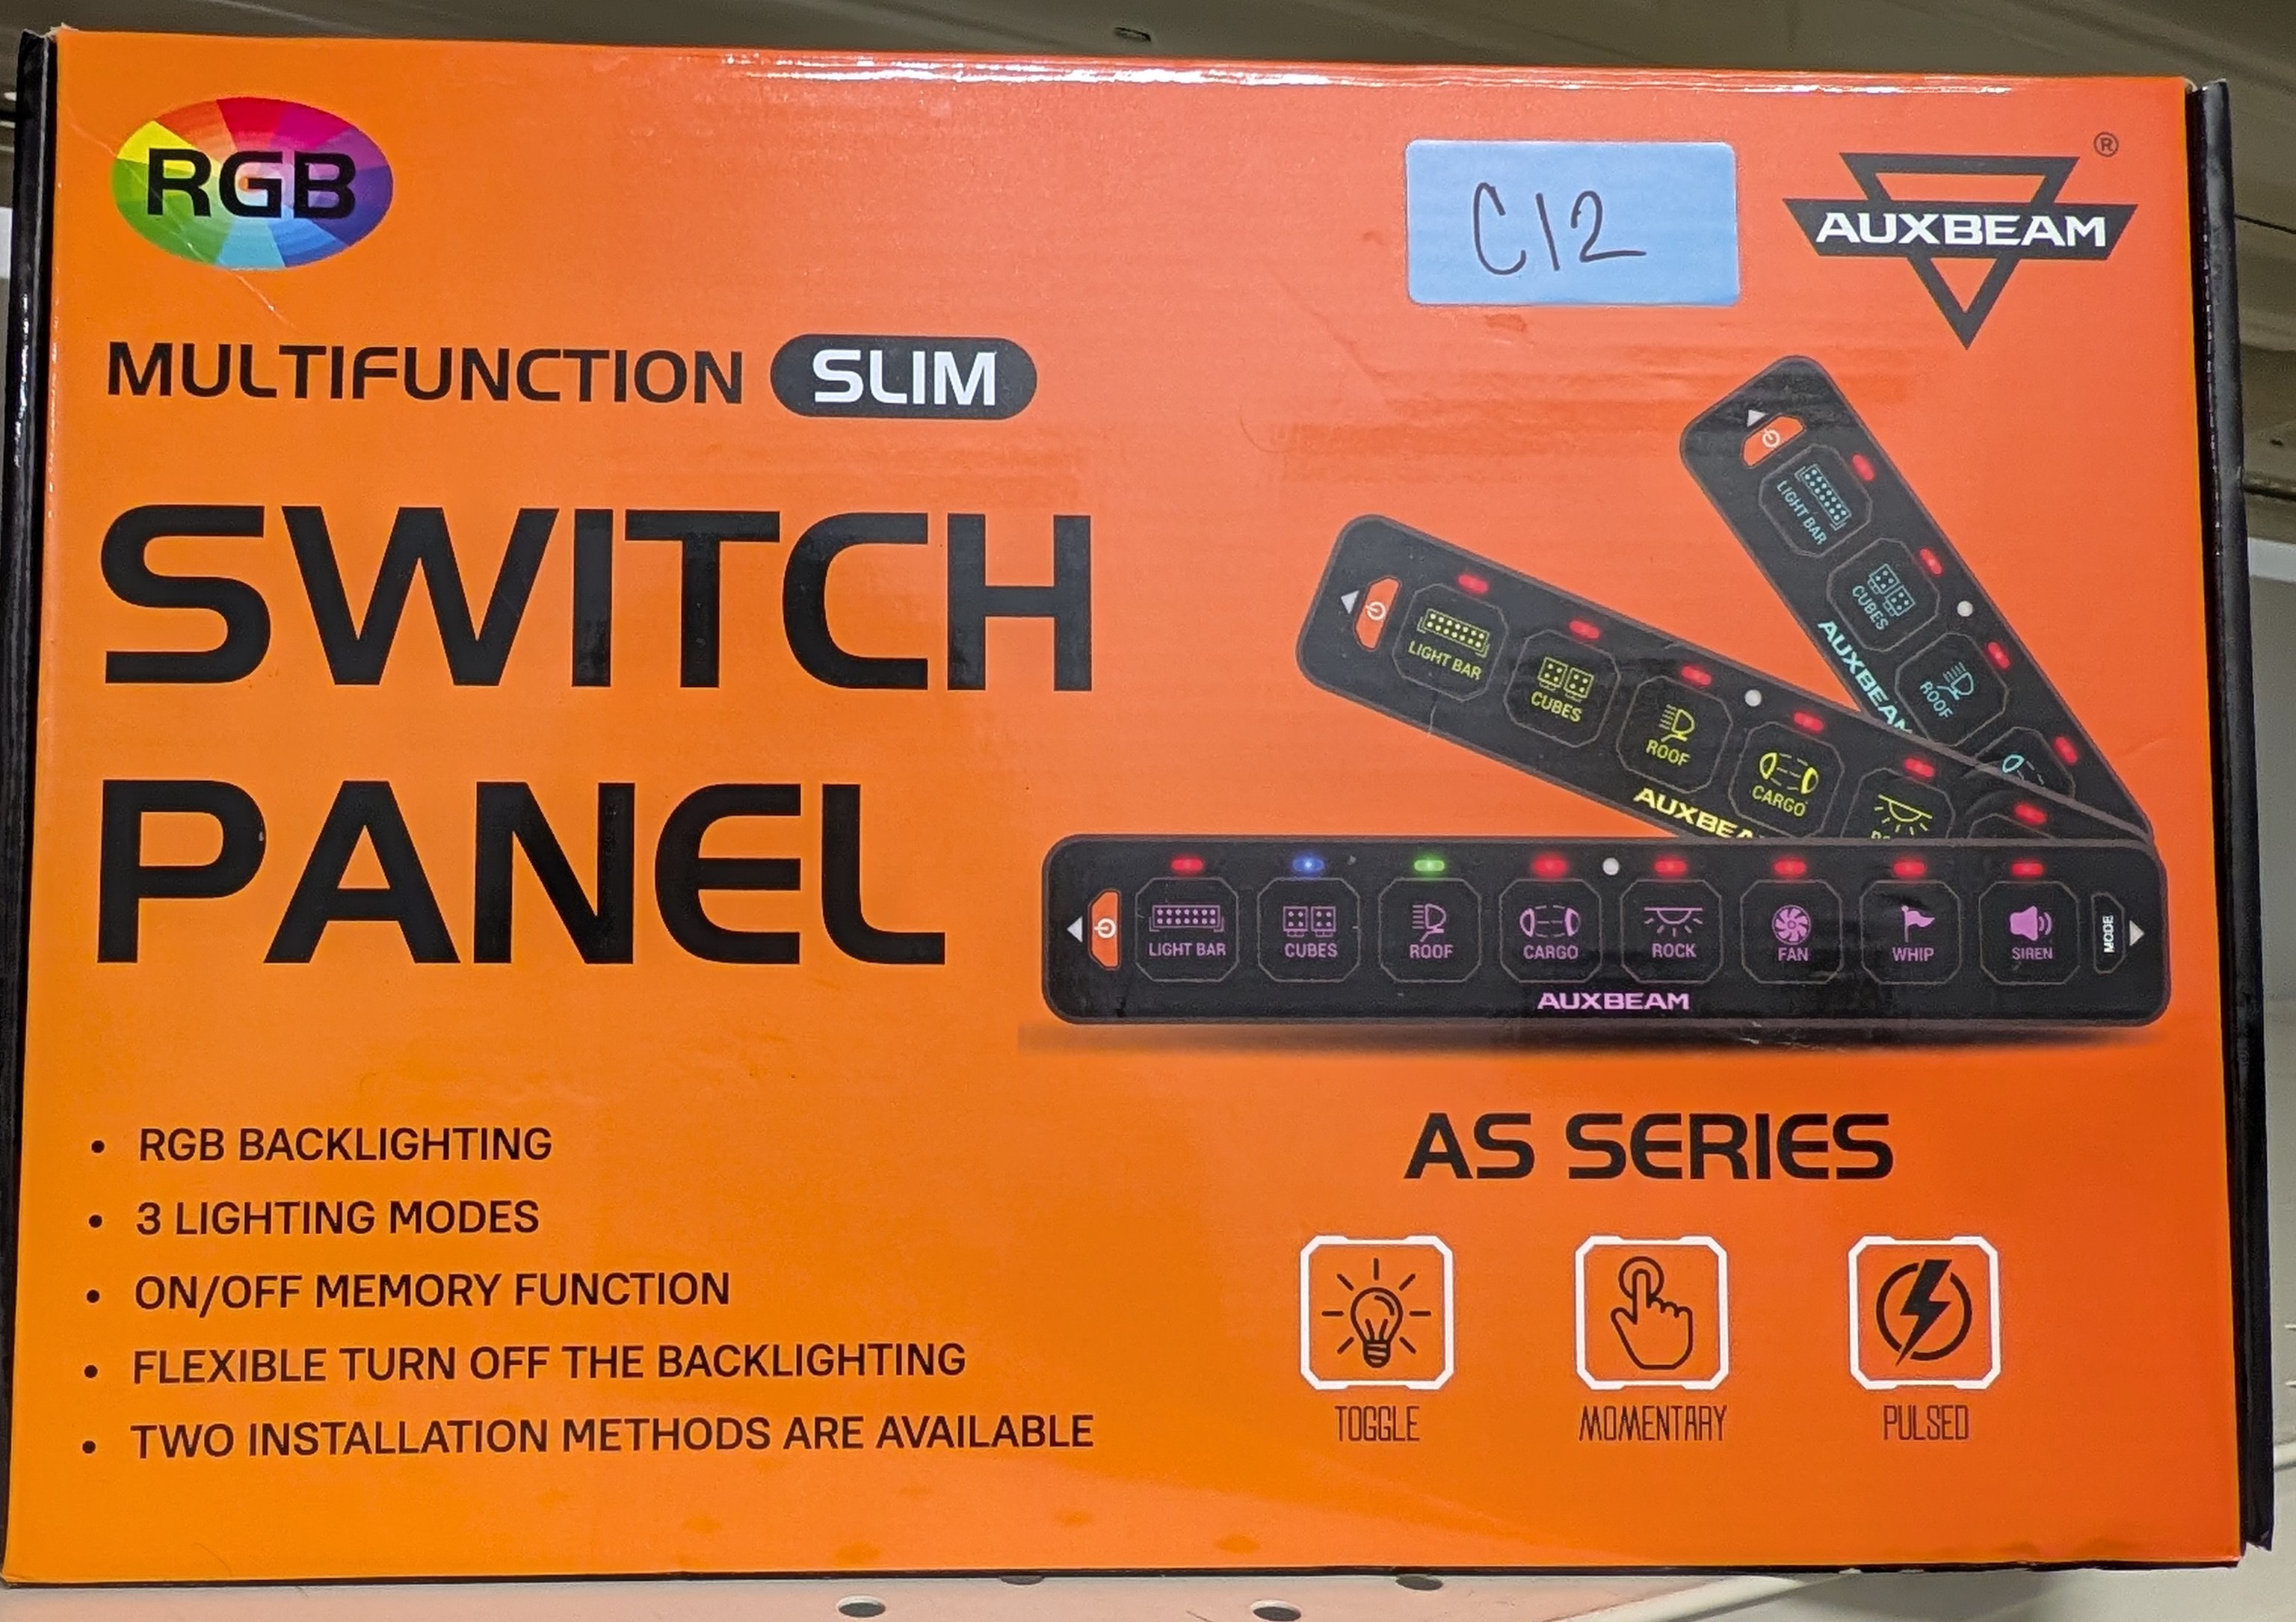 RGB
C12
®
AUXBEAM
MULTIFUNCTION SLIM
SWITCH
PANEL
LIGHT BAR
CUBES
ROOF
AUXBEAM
LIGHT BAR
CUBES
ROOF
CARGO
AUXBEA
LIGHT BAR CUBES ROOF CARGO ROCK FAN WHIP SIREN MODE
AUXBEAM
• RGB BACKLIGHTING
• 3 LIGHTING MODES
• ON/OFF MEMORY FUNCTION
• FLEXIBLE TURN OFF THE BACKLIGHTING
• TWO INSTALLATION METHODS ARE AVAILABLE
AS SERIES
TOGGLE MOMENTARY PULSED